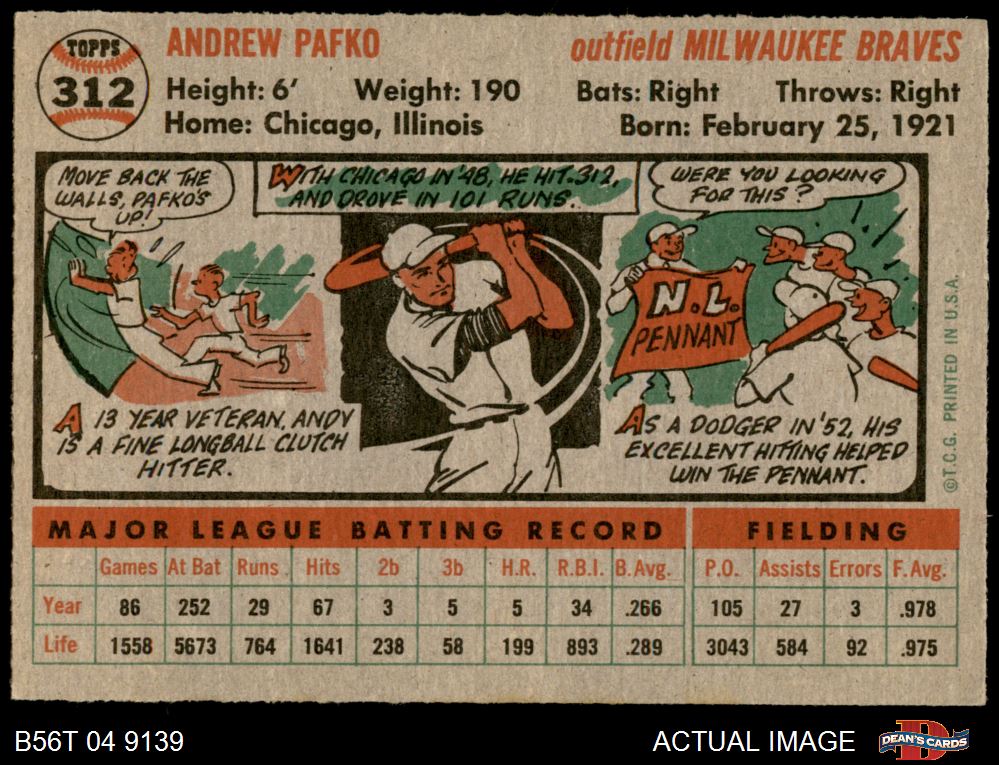 TOPPS
312
ANDREW PAFKO
outfield MILWAUKEE BRAVES
Height: 6' Weight: 190 Bats: Right Throws: Right
Home: Chicago, Illinois Born: February 25, 1921
MOVE BACK THE
WALLS, PAFKO'S
UP!
WITH CHICAGO IN '48, HE HIT .312,
AND DROVE IN 101 RUNS.
WERE YOU LOOKING
FOR THIS?
N.L.
PENNANT
A 13 YEAR VETERAN, ANDY
IS A FINE LONGBALL CLUTCH
HITTER.
AS A DODGER IN '52, HIS
EXCELLENT HITTING HELPED
WIN THE PENNANT.
©T.C.G. PRINTED IN U.S.A.
MAJOR LEAGUE BATTING RECORD FIELDING
Games At Bat Runs Hits 2b 3b H.R. R.B.I. B.Avg. P.O. Assists Errors F.Avg.
Year 86 252 29 67 3 5 5 34 .266 105 27 3 .978
Life 1558 5673 764 1641 238 58 199 893 .289 3043 584 92 .975
B56T 04 9139
ACTUAL IMAGE
D
DEAN'S CARDS